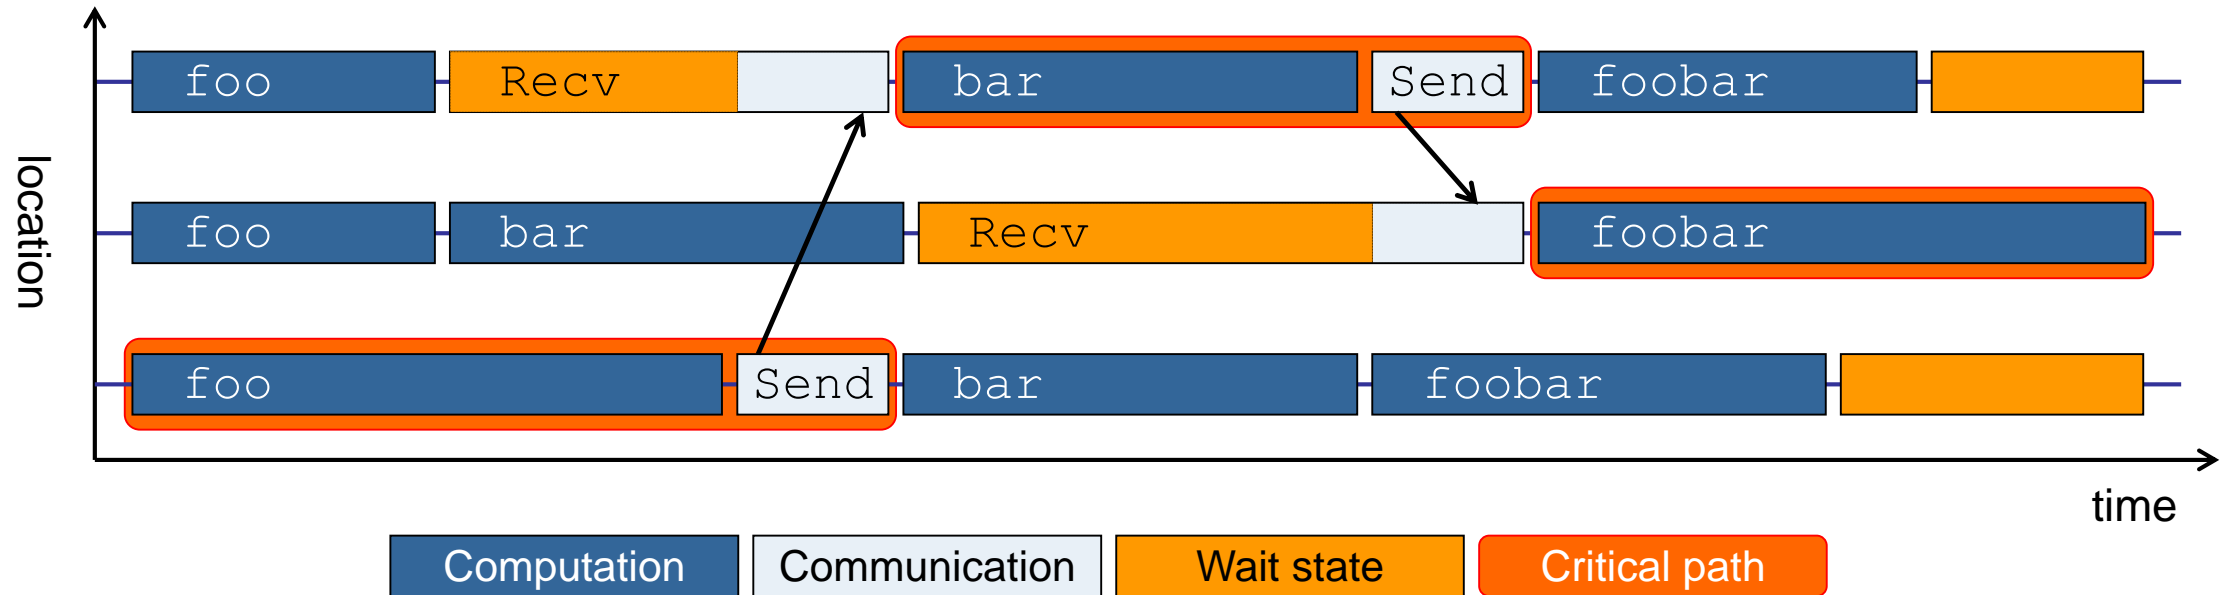 foo Recv bar Send foobar
location
foo bar Recv foobar
foo Send bar foobar
time
Computation Communication Wait state Critical path